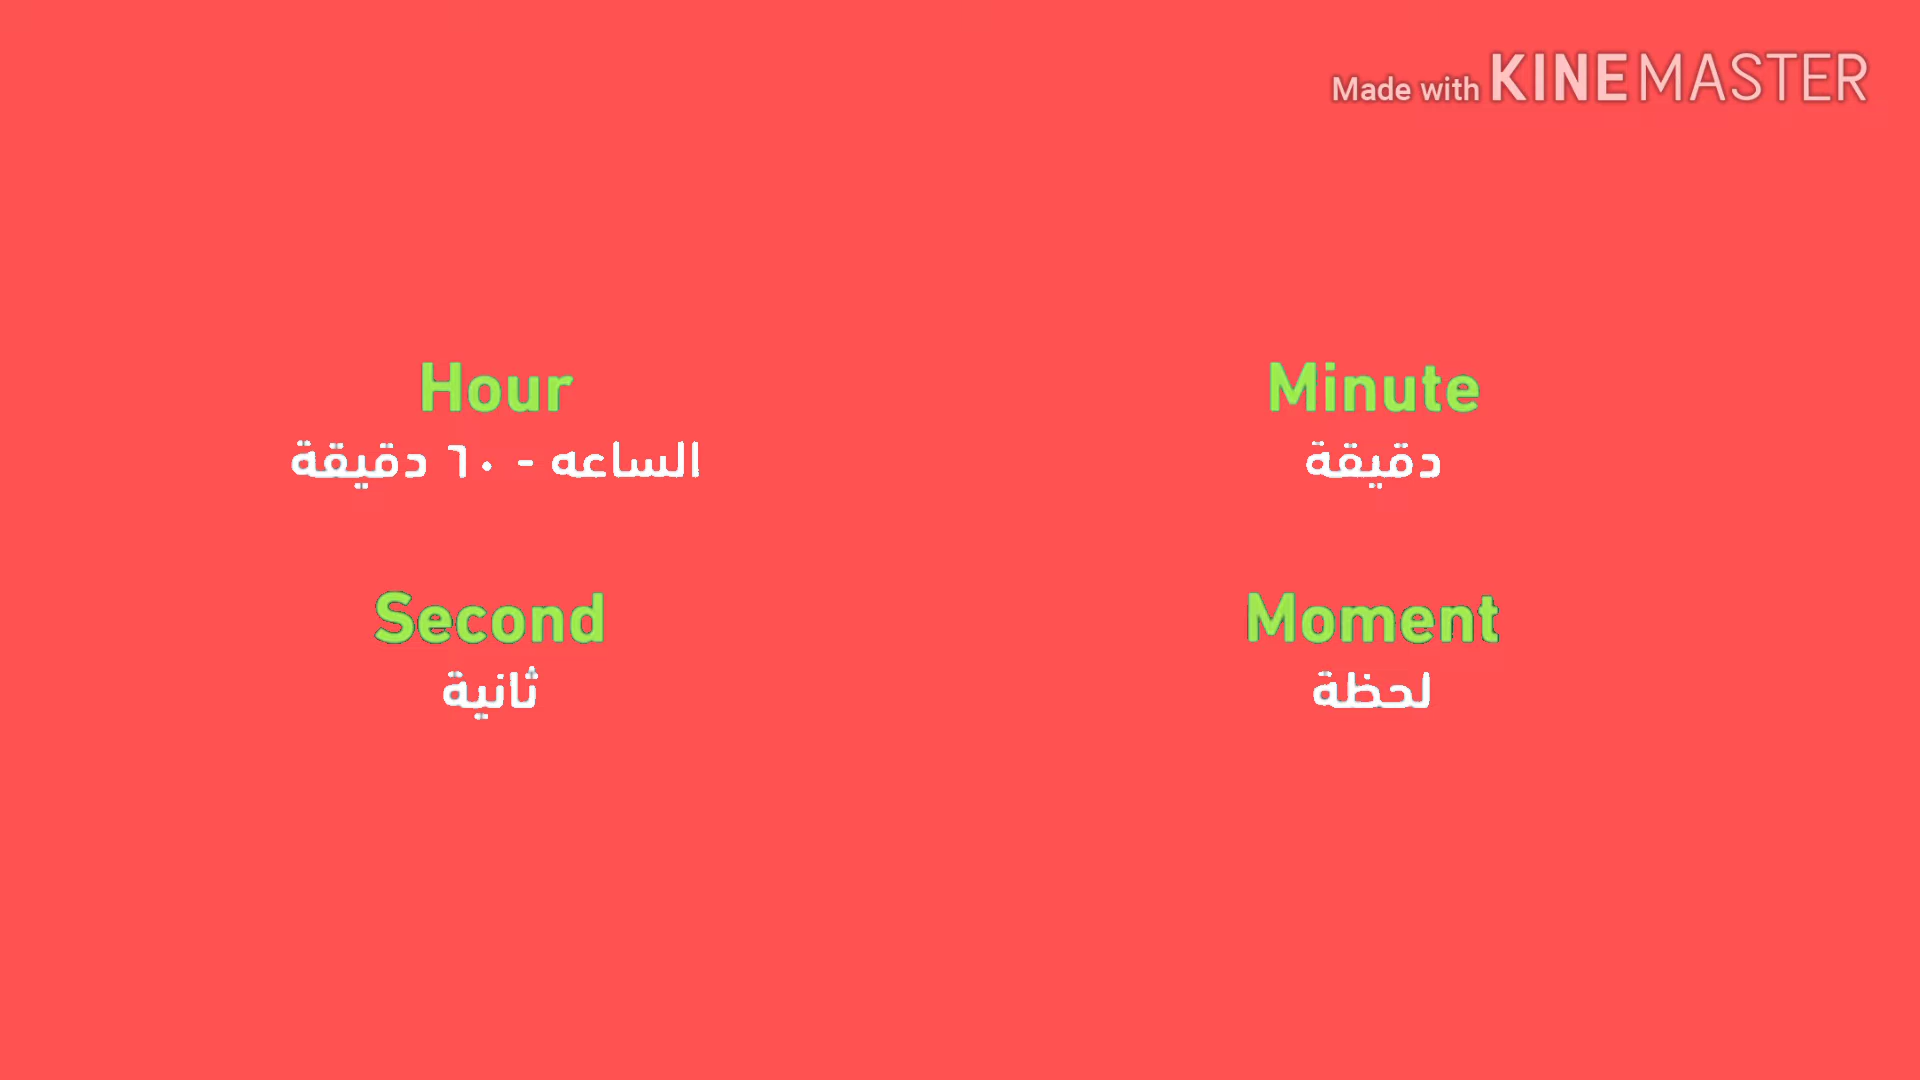 Made with KINEMASTER
Hour
الساعه - ٦٠ دقيقة
Minute
دقيقة
Second
ثانية
Moment
لحظة